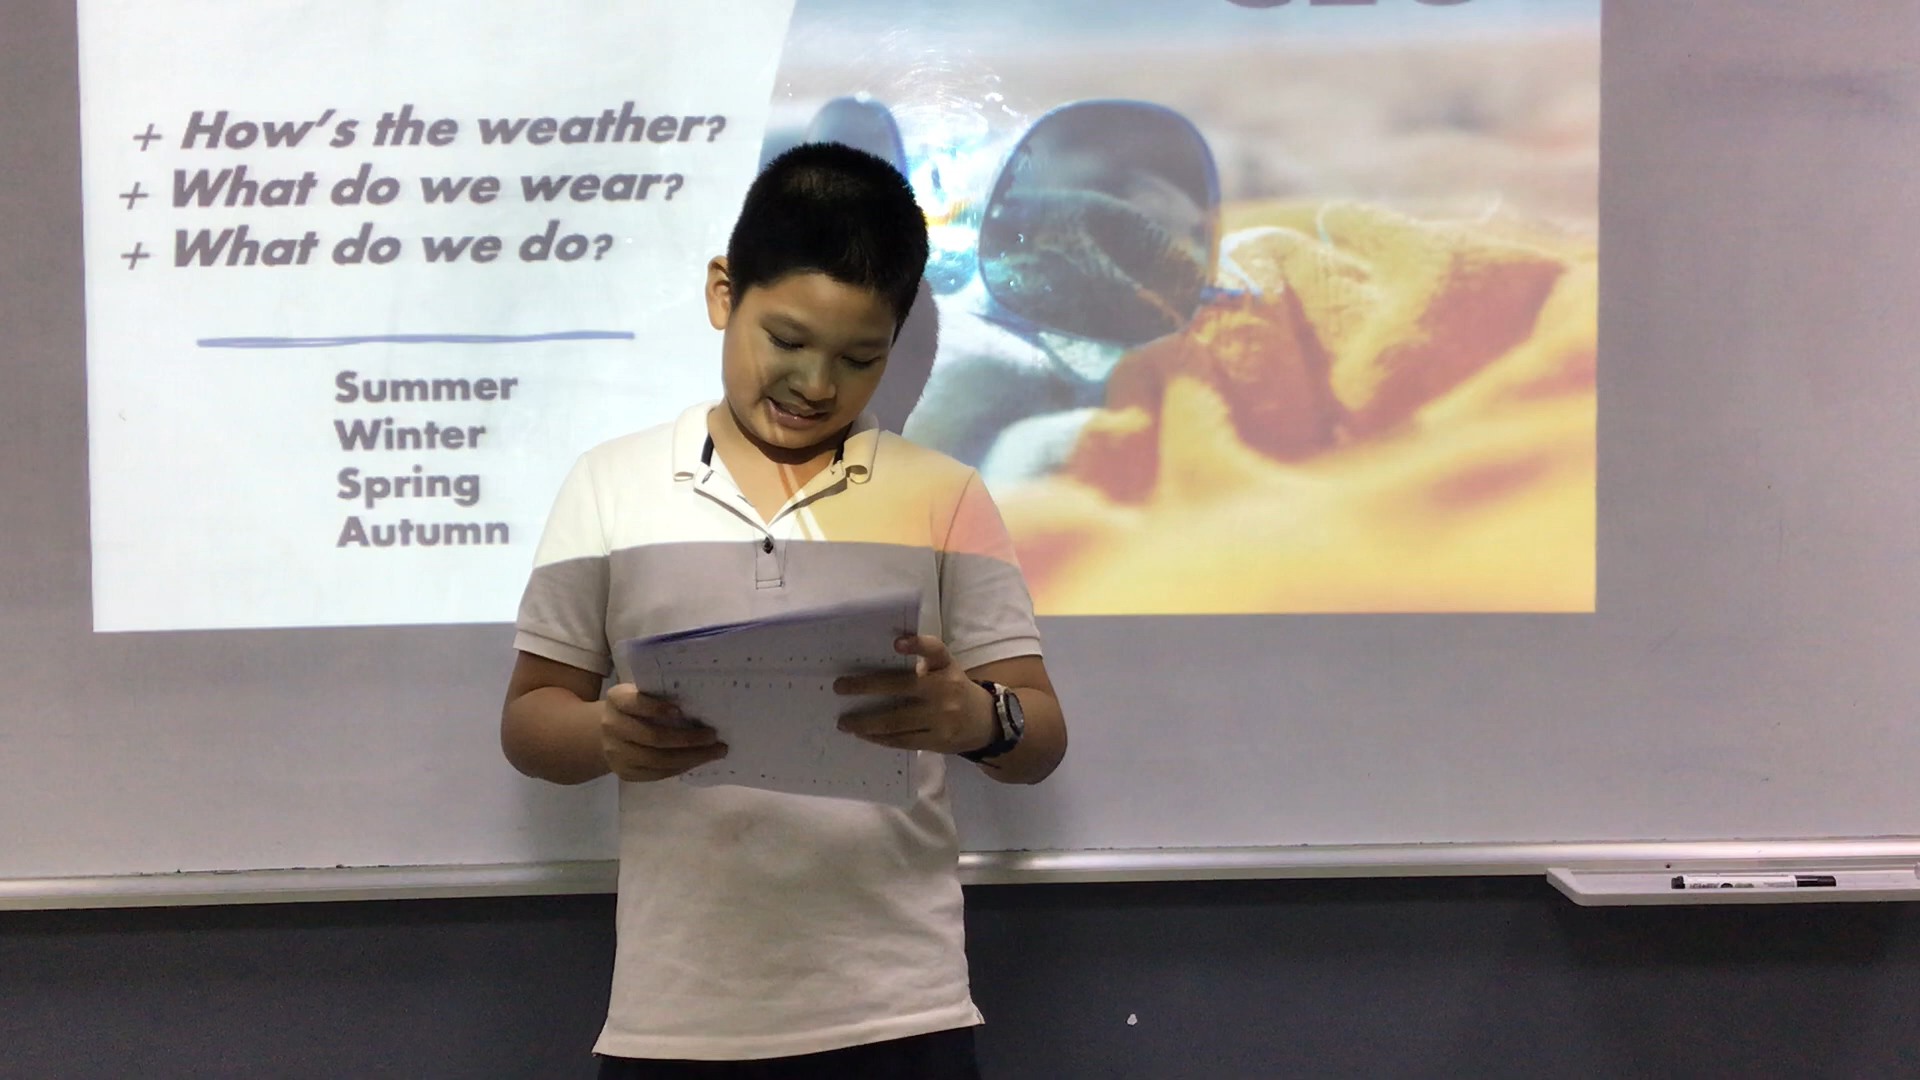 + How's the weather?
+ What do we wear?
+ What do we do?
Summer
Winter
Spring
Autumn